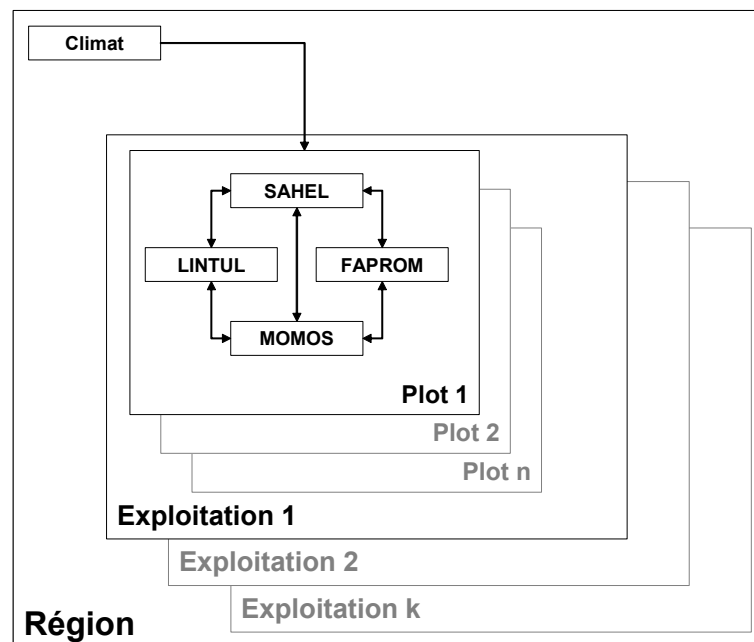 Climat
SAHEL
LINTUL
FAPROM
MOMOS
Plot 1
Plot 2
Plot n
Exploitation 1
Exploitation 2
Exploitation k
Région